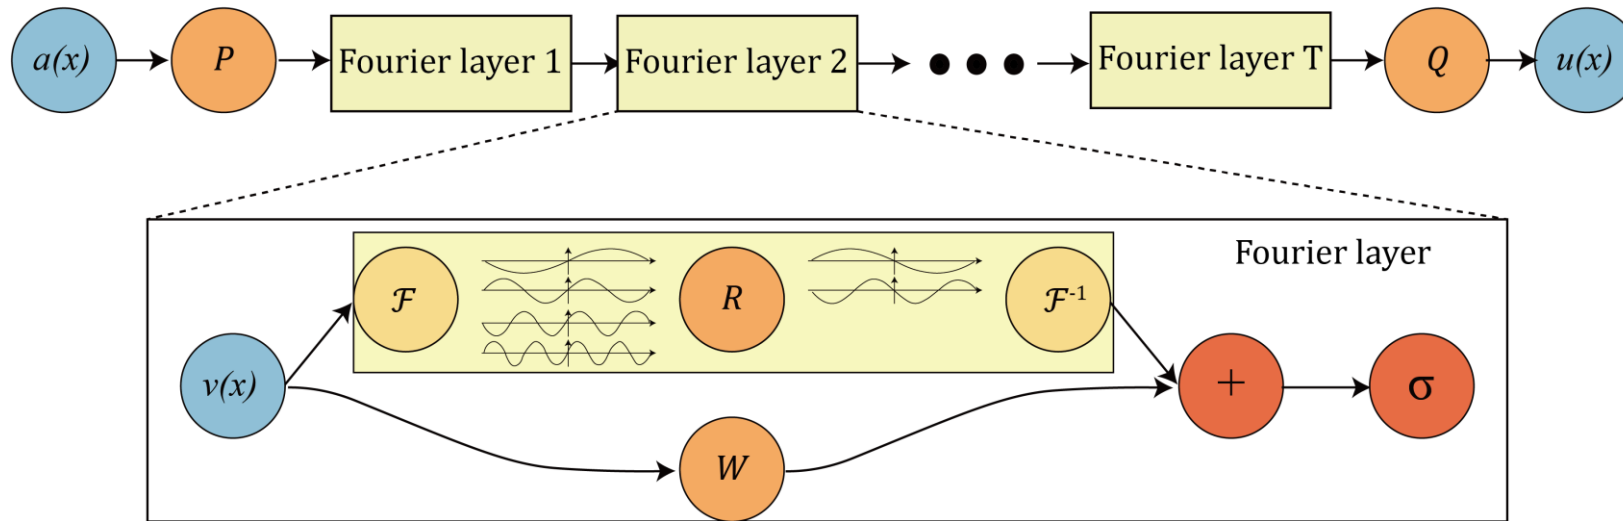 a(x)
P
Fourier layer 1
Fourier layer 2
Fourier layer T
Q
u(x)
Fourier layer
ℱ
R
ℱ⁻¹
v(x)
+
σ
W